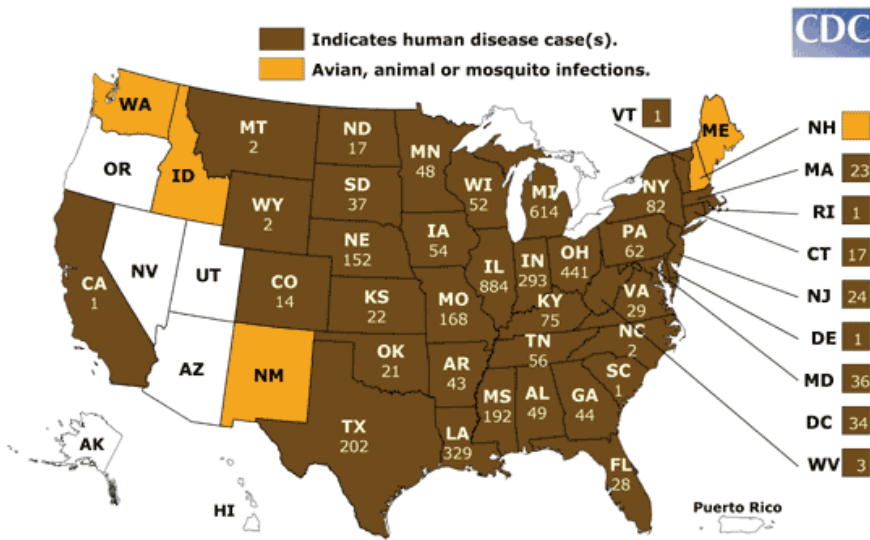 CDC
Indicates human disease case(s).
Avian, animal or mosquito infections.
WA
MT
2
ND
17
MN
48
VT 1
ME
NH
OR
ID
SD
37
WI
52
MI
614
NY
82
MA 23
WY
2
RI 1
IA
54
PA
62
NE
152
IL
884
IN
293
OH
441
CT 17
CA
1
NV
UT
CO
14
KS
22
MO
168
KY
75
VA
29
NJ 24
NC
2
DE 1
TN
56
OK
21
AR
43
SC
1
MD 36
AZ
NM
MS
192
AL
49
GA
44
DC 34
TX
202
LA
329
AK
FL
28
WV 3
HI
Puerto Rico